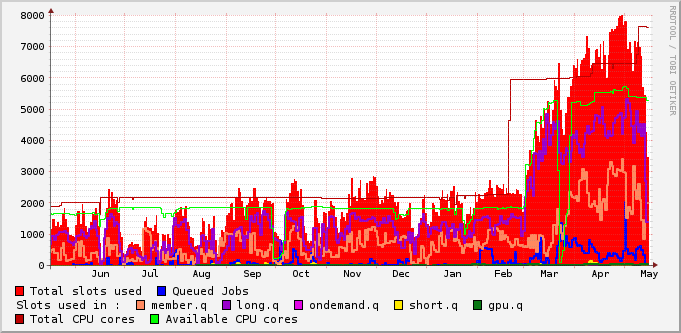 8000
7000
6000
5000
4000
3000
2000
1000
0
Jun Jul Aug Sep Oct Nov Dec Jan Feb Mar Apr May
RRDTOOL / TOBI OETIKER
Total slots used Queued Jobs
Slots used in : member.q long.q ondemand.q short.q gpu.q
Total CPU cores Available CPU cores